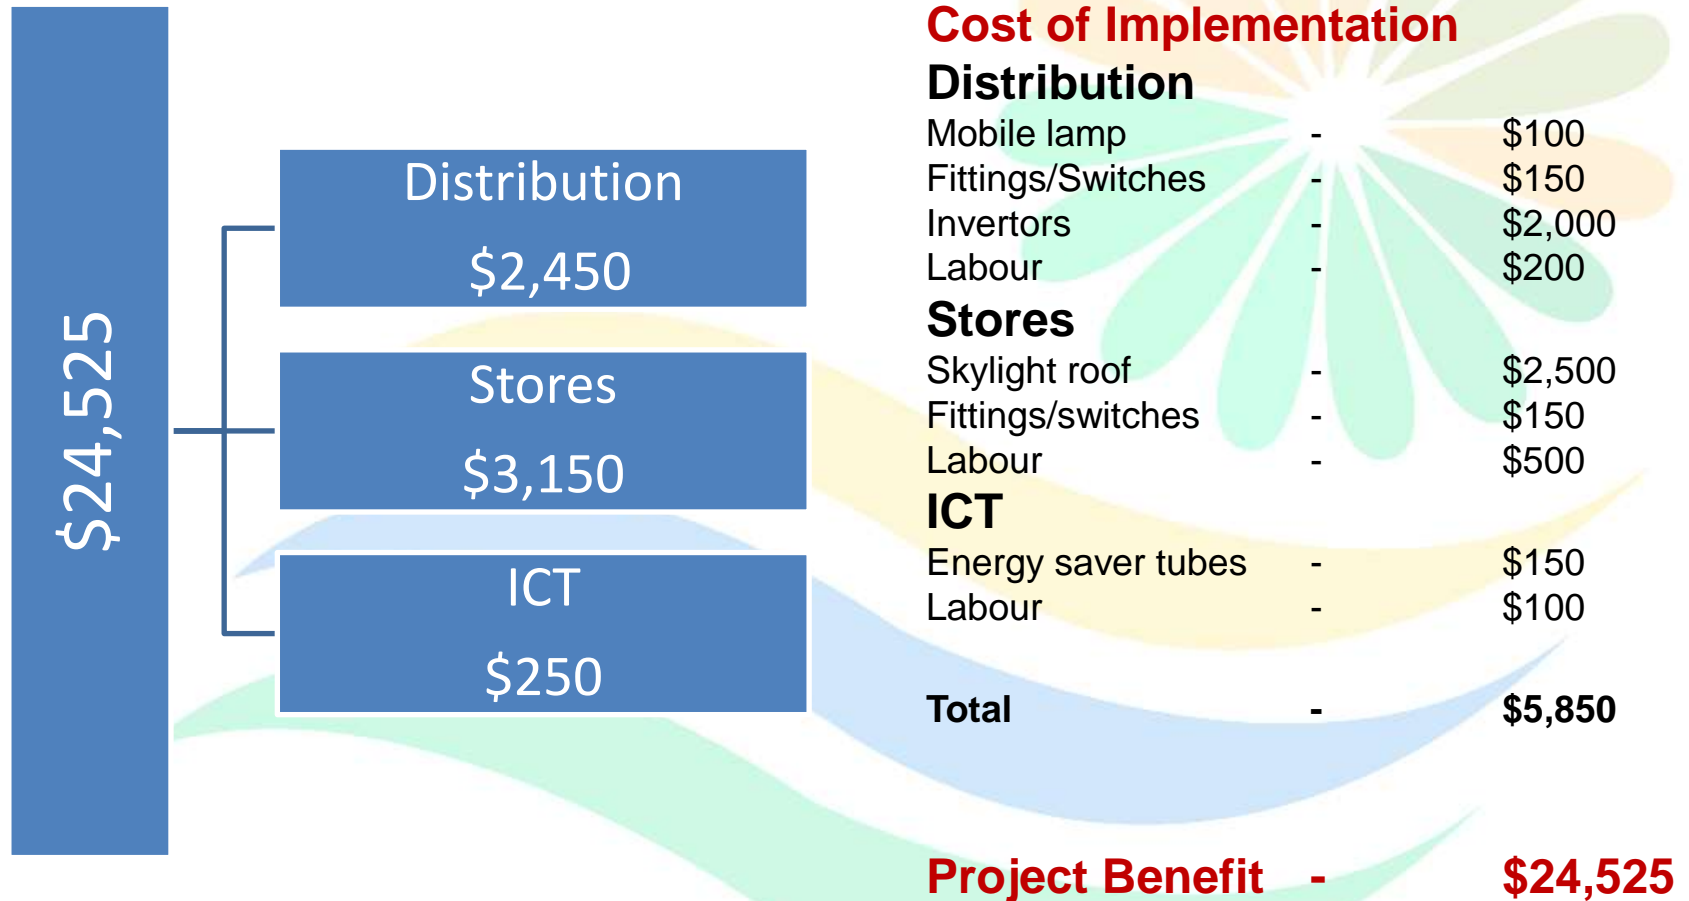 $24,525
Distribution
$2,450
Stores
$3,150
ICT
$250
Cost of Implementation
Distribution
Mobile lamp - $100
Fittings/Switches - $150
Invertors - $2,000
Labour - $200
Stores
Skylight roof - $2,500
Fittings/switches - $150
Labour - $500
ICT
Energy saver tubes - $150
Labour - $100
Total - $5,850
Project Benefit - $24,525